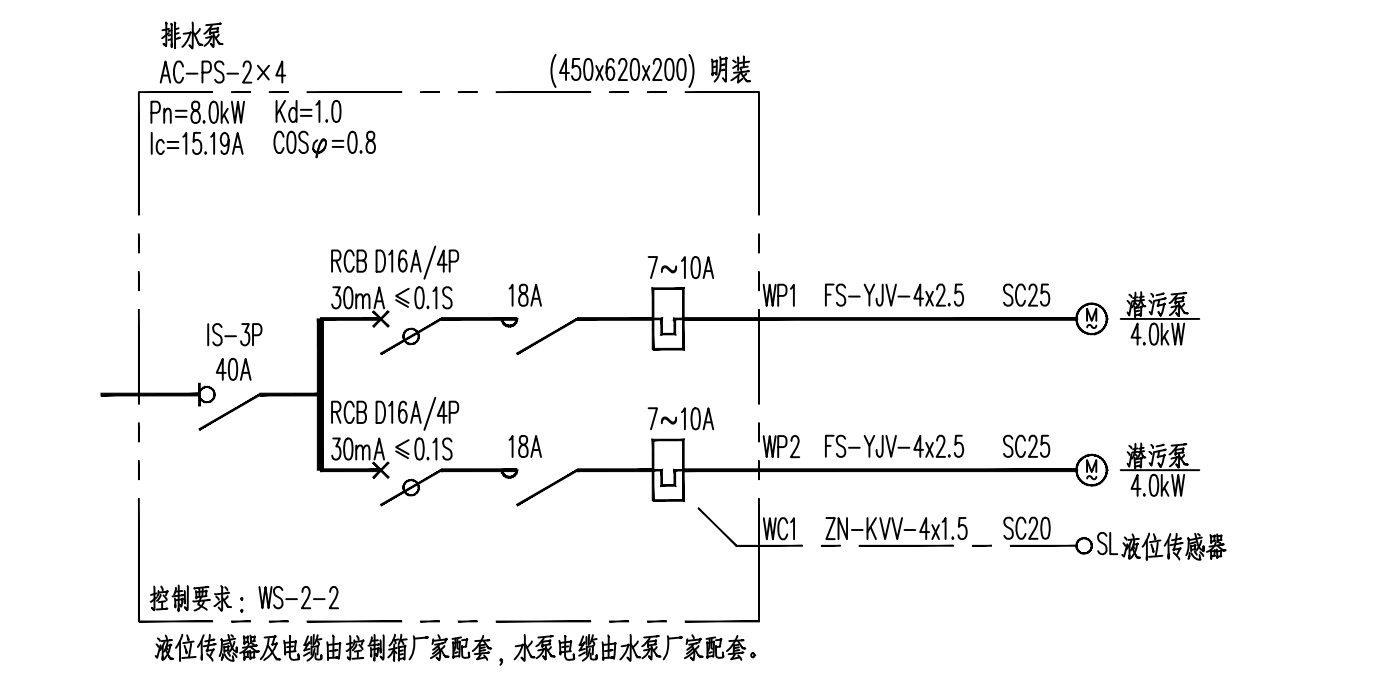 排水泵
AC-PS-2×4
(450x620x200) 明装
Pn=8.0kW Kd=1.0
Ic=15.19A COSφ=0.8
RCB D16A/4P
30mA ≤0.1S
18A
7~10A
WP1 FS-YJV-4x2.5 SC25
M
~
潜污泵
4.0kW
IS-3P
40A
RCB D16A/4P
30mA ≤0.1S
18A
7~10A
WP2 FS-YJV-4x2.5 SC25
M
~
潜污泵
4.0kW
WC1 ZN-KVV-4x1.5 SC20
SL液位传感器
控制要求: WS-2-2
液位传感器及电缆由控制箱厂家配套,水泵电缆由水泵厂家配套。